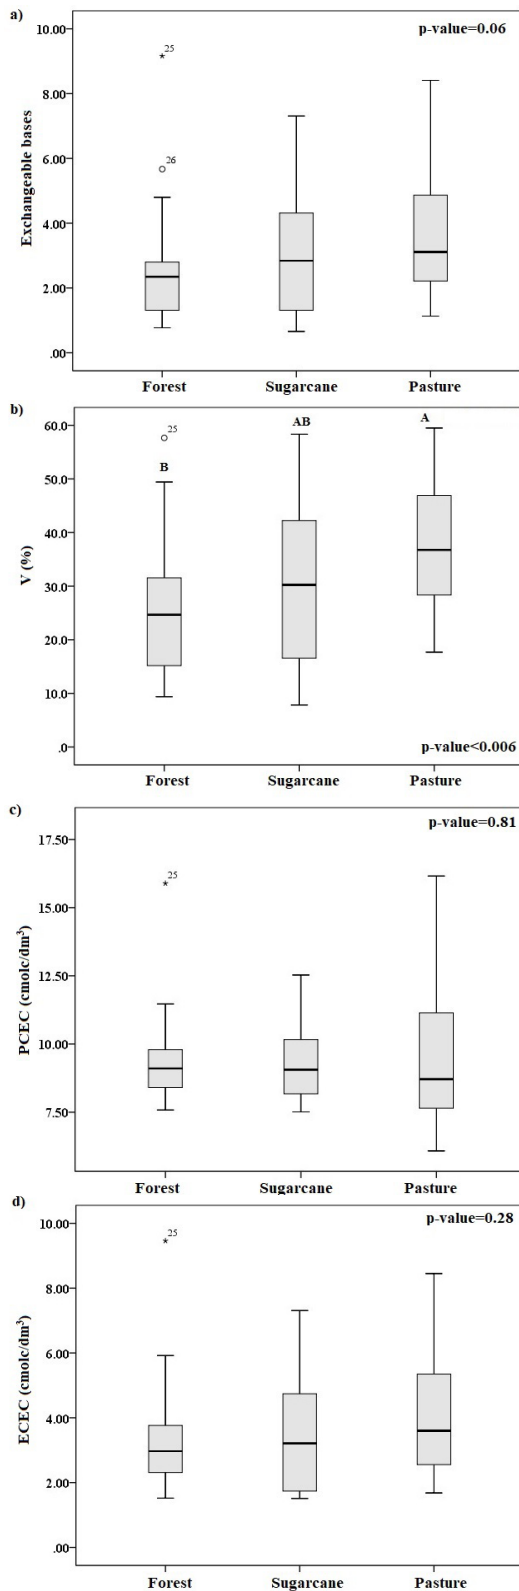 a)
p-value=0.06
10.00
8.00
6.00
4.00
2.00
.00
Exchangeable bases
25
26
Forest Sugarcane Pasture
b)
60.0
50.0
40.0
30.0
20.0
10.0
.0
V (%)
25
B
AB
A
p-value<0.006
Forest Sugarcane Pasture
c)
p-value=0.81
17.50
15.00
12.50
10.00
7.50
PCEC (cmolc/dm³)
25
Forest Sugarcane Pasture
d)
p-value=0.28
10.00
8.00
6.00
4.00
2.00
.00
ECEC (cmolc/dm³)
25
Forest Sugarcane Pasture